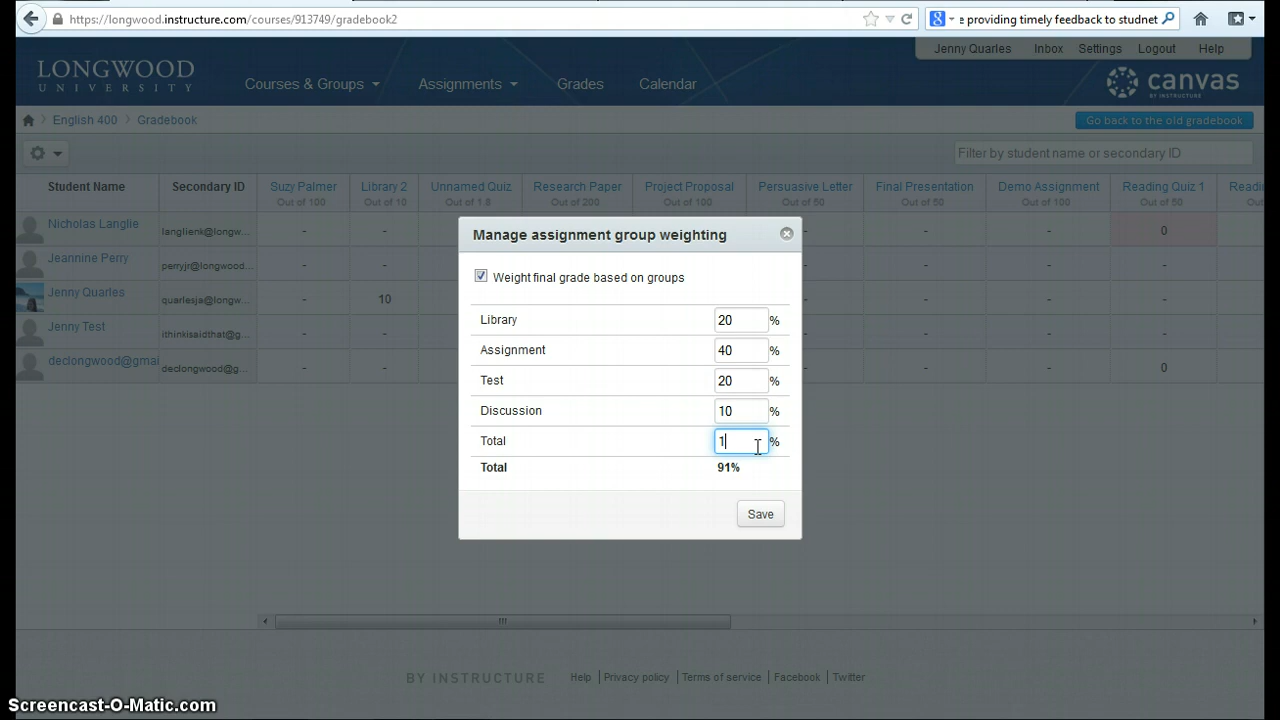 https://longwood.instructure.com/courses/913749/gradebook2
e providing timely feedback to studnet
Jenny Quarles Inbox Settings Logout Help
LONGWOOD
UNIVERSITY
Courses & Groups Assignments Grades Calendar
canvas
BY INSTRUCTURE
English 400 Gradebook
Go back to the old gradebook
Filter by student name or secondary ID
Student Name Secondary ID Suzy Palmer Library 2 Unnamed Quiz Research Paper Project Proposal Persuasive Letter Final Presentation Demo Assignment Reading Quiz 1
Out of 100 Out of 10 Out of 1.8 Out of 200 Out of 100 Out of 50 Out of 50 Out of 100 Out of 50
Nicholas Langlie langlienk@longw... - - - 0
Jeannine Perry perryjr@longwood... - - - - - -
Jenny Quarles quarlesja@longw... - 10 - - - -
Jenny Test ithinkisaidthat@g... - - - - - -
declongwood@gmai declongwood@g... - - - - - 0
Manage assignment group weighting
Weight final grade based on groups
Library 20 %
Assignment 40 %
Test 20 %
Discussion 10 %
Total 1 %
Total 91%
Save
BY INSTRUCTURE Help Privacy policy Terms of service Facebook Twitter
Screencast-O-Matic.com